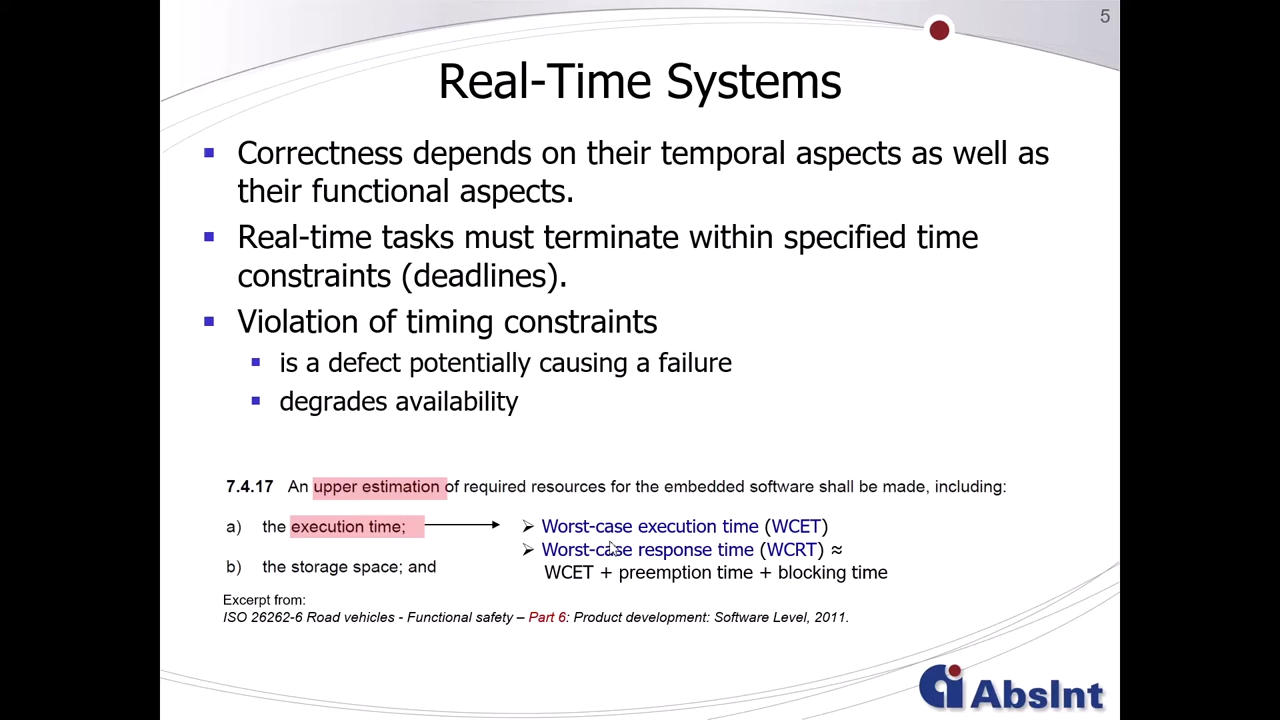 5
Real-Time Systems
▪ Correctness depends on their temporal aspects as well as
their functional aspects.
▪ Real-time tasks must terminate within specified time
constraints (deadlines).
▪ Violation of timing constraints
▪ is a defect potentially causing a failure
▪ degrades availability
7.4.17 An upper estimation of required resources for the embedded software shall be made, including:
a) the execution time;
➢ Worst-case execution time (WCET)
➢ Worst-case response time (WCRT) ≈
WCET + preemption time + blocking time
b) the storage space; and
Excerpt from:
ISO 26262-6 Road vehicles - Functional safety – Part 6: Product development: Software Level, 2011.
AbsInt